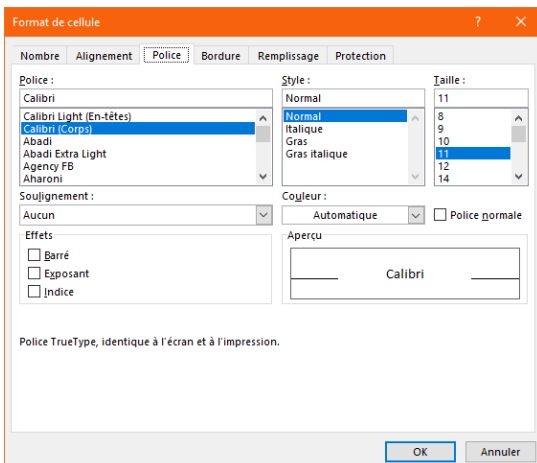 Format de cellule ? ×
Nombre Alignement Police Bordure Remplissage Protection
Police : Style : Taille :
Calibri Normal 11
Calibri Light (En-têtes) Normal 8
Calibri (Corps) Italique 9
Abadi Gras 10
Abadi Extra Light Gras italique 11
Agency FB 12
Aharoni 14
Soulignement : Couleur :
Aucun Automatique Police normale
Effets Aperçu
Barré
Exposant Calibri
Indice
Police TrueType, identique à l'écran et à l'impression.
OK Annuler